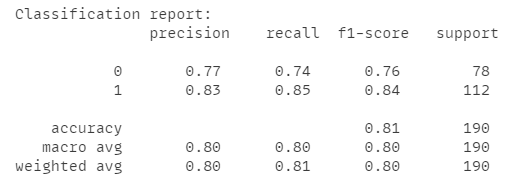 Classification report:
precision recall f1-score support
0 0.77 0.74 0.76 78
1 0.83 0.85 0.84 112
accuracy 0.81 190
macro avg 0.80 0.80 0.80 190
weighted avg 0.80 0.81 0.80 190